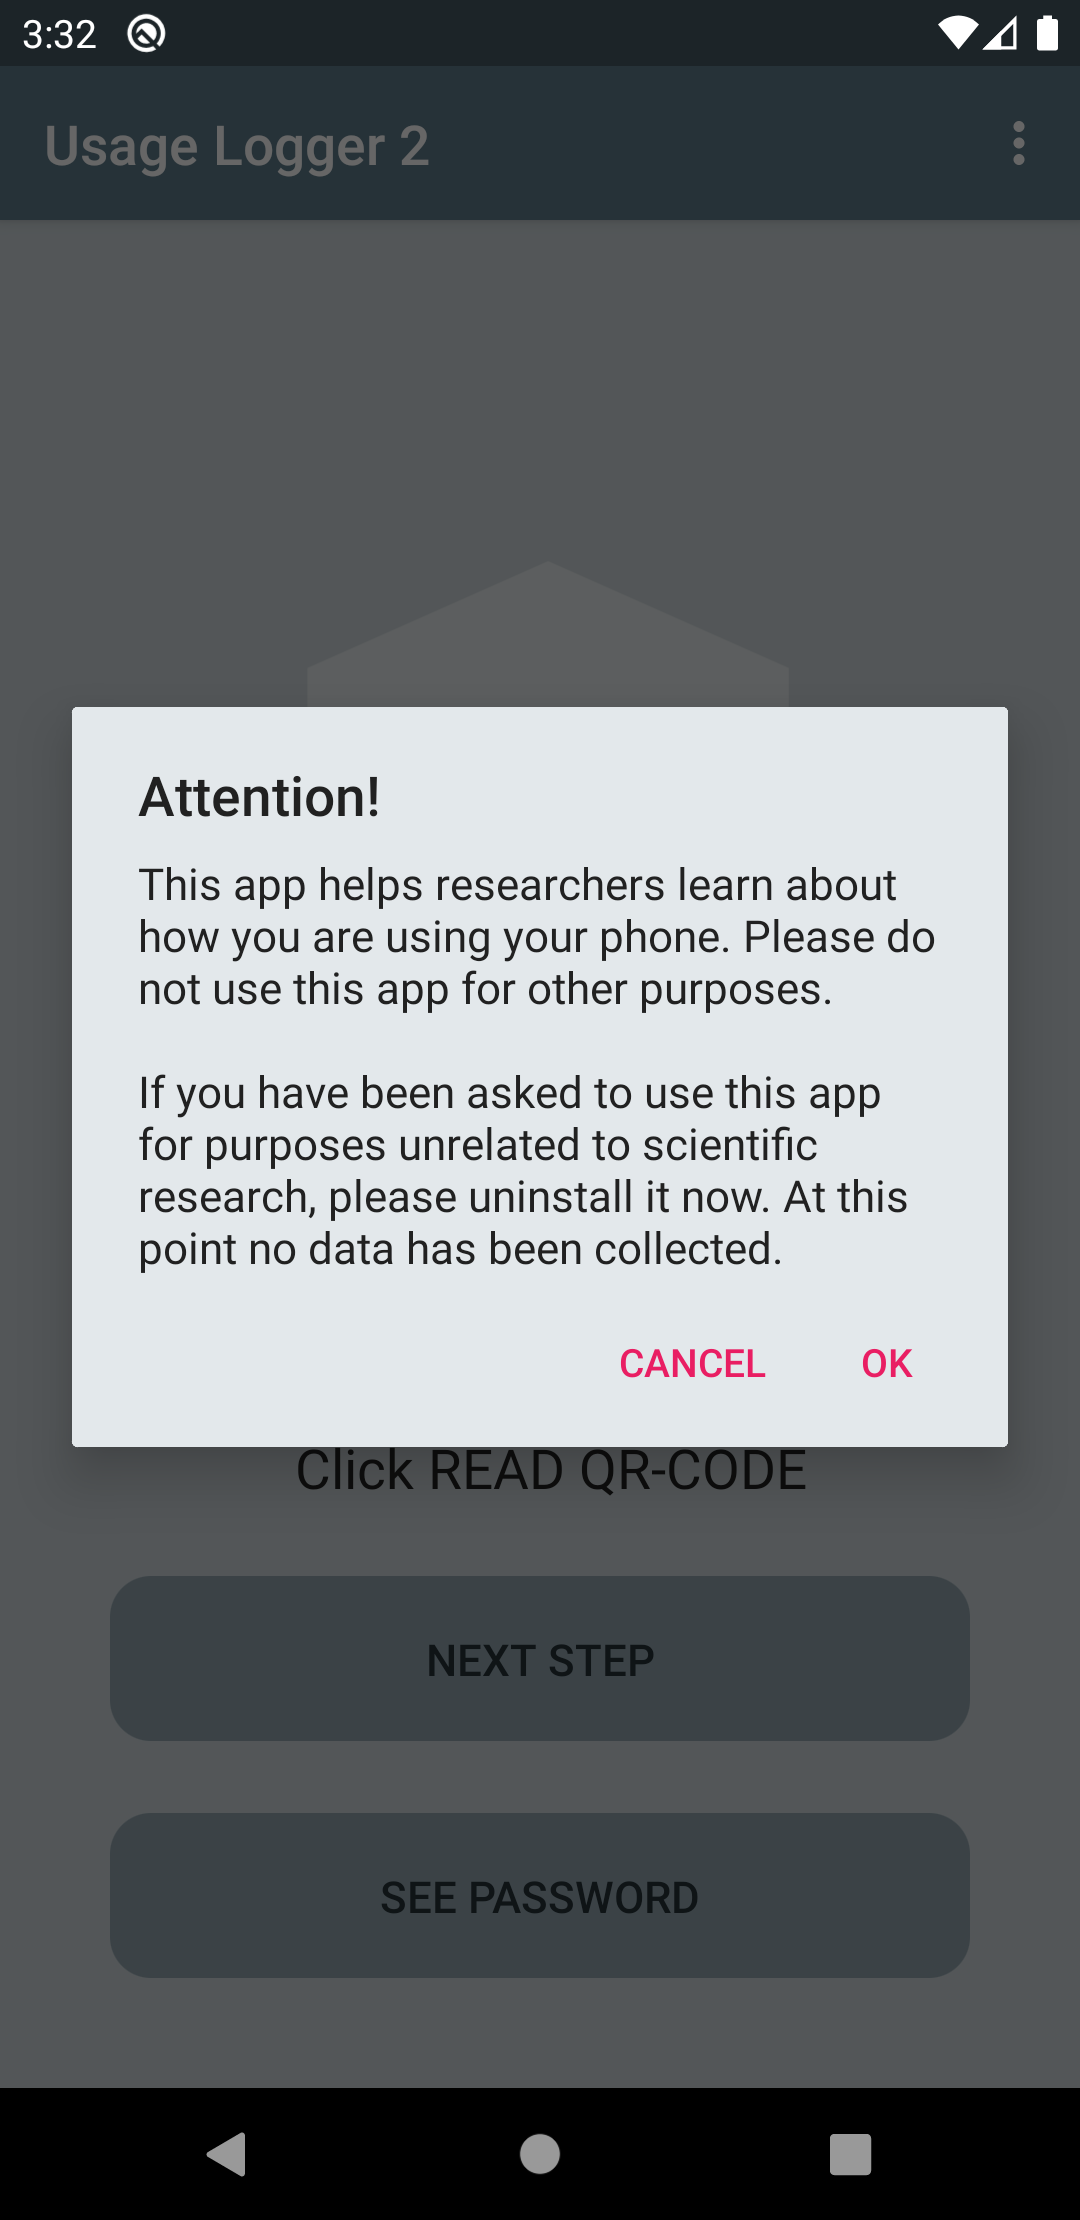 3:32
Usage Logger 2
Attention!
This app helps researchers learn about
how you are using your phone. Please do
not use this app for other purposes.
If you have been asked to use this app
for purposes unrelated to scientific
research, please uninstall it now. At this
point no data has been collected.
CANCEL OK
Click READ QR-CODE
NEXT STEP
SEE PASSWORD